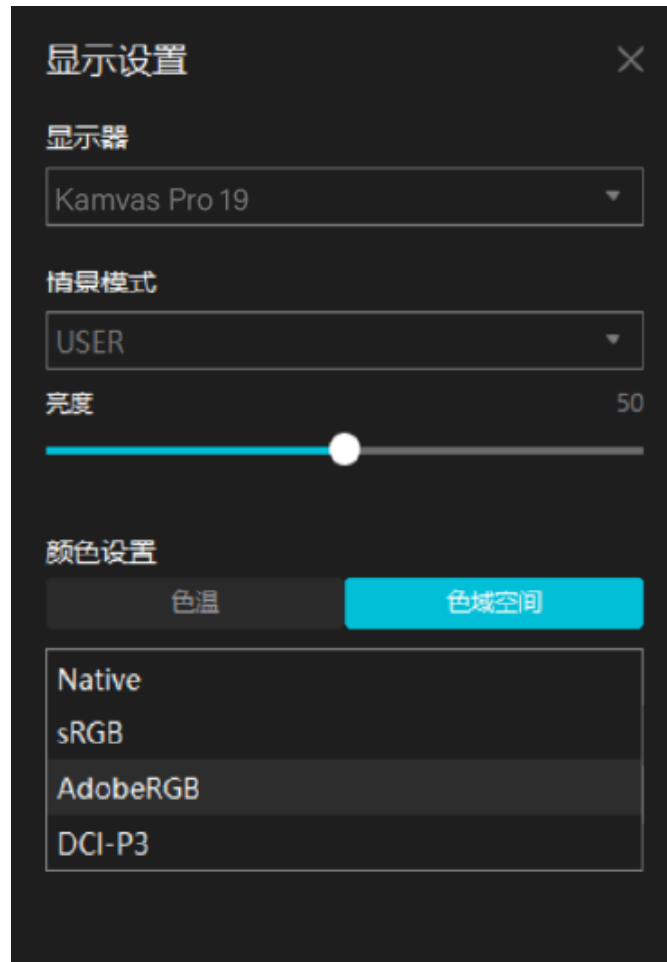 显示设置
显示器
Kamvas Pro 19
情景模式
USER
亮度 50
颜色设置
色温 色域空间
Native
sRGB
AdobeRGB
DCI-P3